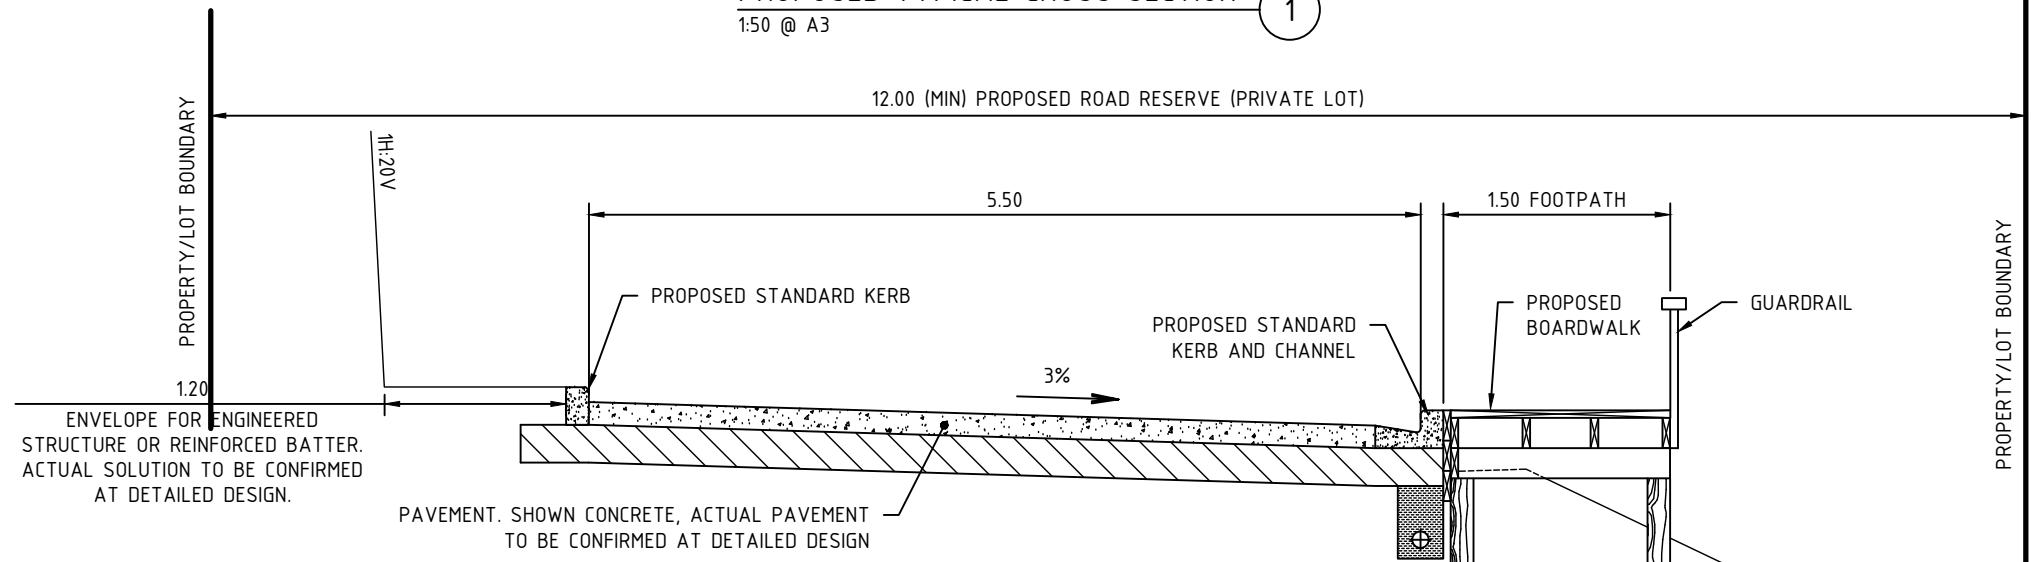 1
1:50 @ A3
12.00 (MIN) PROPOSED ROAD RESERVE (PRIVATE LOT)
PROPERTY/LOT BOUNDARY
1H:20V
5.50
1.50 FOOTPATH
PROPOSED STANDARD KERB
PROPOSED STANDARD
KERB AND CHANNEL
PROPOSED
BOARDWALK
GUARDRAIL
PROPERTY/LOT BOUNDARY
3%
1.20
ENVELOPE FOR ENGINEERED
STRUCTURE OR REINFORCED BATTER.
ACTUAL SOLUTION TO BE CONFIRMED
AT DETAILED DESIGN.
PAVEMENT. SHOWN CONCRETE, ACTUAL PAVEMENT
TO BE CONFIRMED AT DETAILED DESIGN